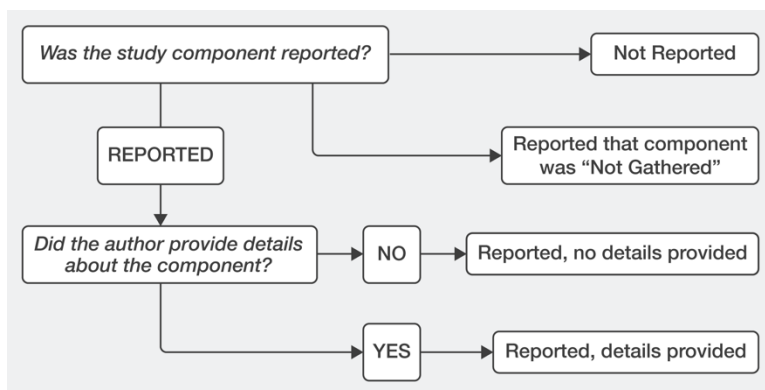 Was the study component reported?
Not Reported
REPORTED
Reported that component
was “Not Gathered”
Did the author provide details
about the component?
NO
Reported, no details provided
YES
Reported, details provided